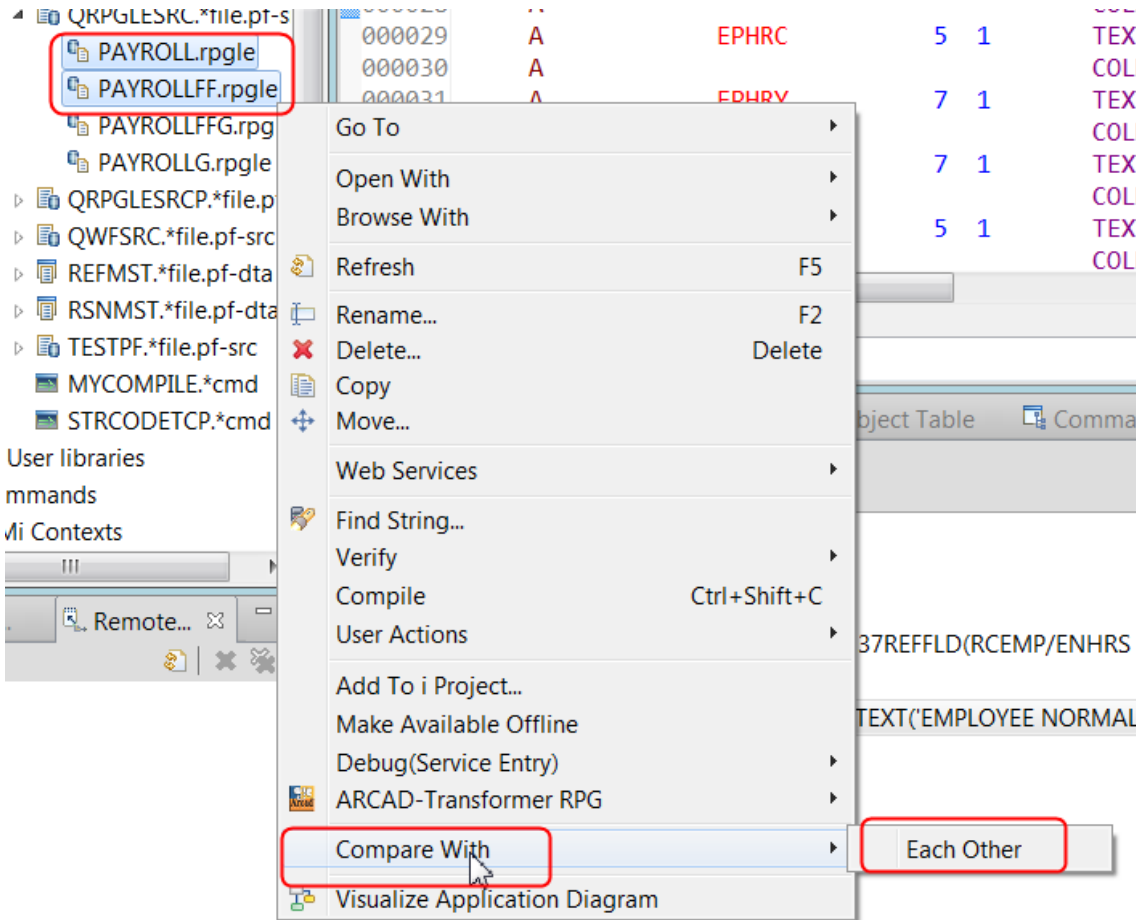 QRPGLESRC.*file.pf-s
PAYROLL.rpgle
PAYROLLFF.rpgle
PAYROLLFFG.rpg
PAYROLLG.rpgle
QRPGLESRCP.*file.p
QWFSRC.*file.pf-src
REFMST.*file.pf-dta
RSNMST.*file.pf-dta
TESTPF.*file.pf-src
MYCOMPILE.*cmd
STRCODETCP.*cmd
User libraries
mmands
Mi Contexts
Remote...
000029 A EPHRC 5 1 TEX
000030 A COL
000031 A EPHRY 7 1 TEX
COL
7 1 TEX
COL
5 1 TEX
COL
Go To
Open With
Browse With
Refresh F5
Rename... F2
Delete... Delete
Copy
Move...
Web Services
Find String...
Verify
Compile Ctrl+Shift+C
User Actions
Add To i Project...
Make Available Offline
Debug(Service Entry)
ARCAD-Transformer RPG
Compare With
Visualize Application Diagram
Each Other
bject Table Comma
37REFFLD(RCEMP/ENHRS
TEXT('EMPLOYEE NORMAL